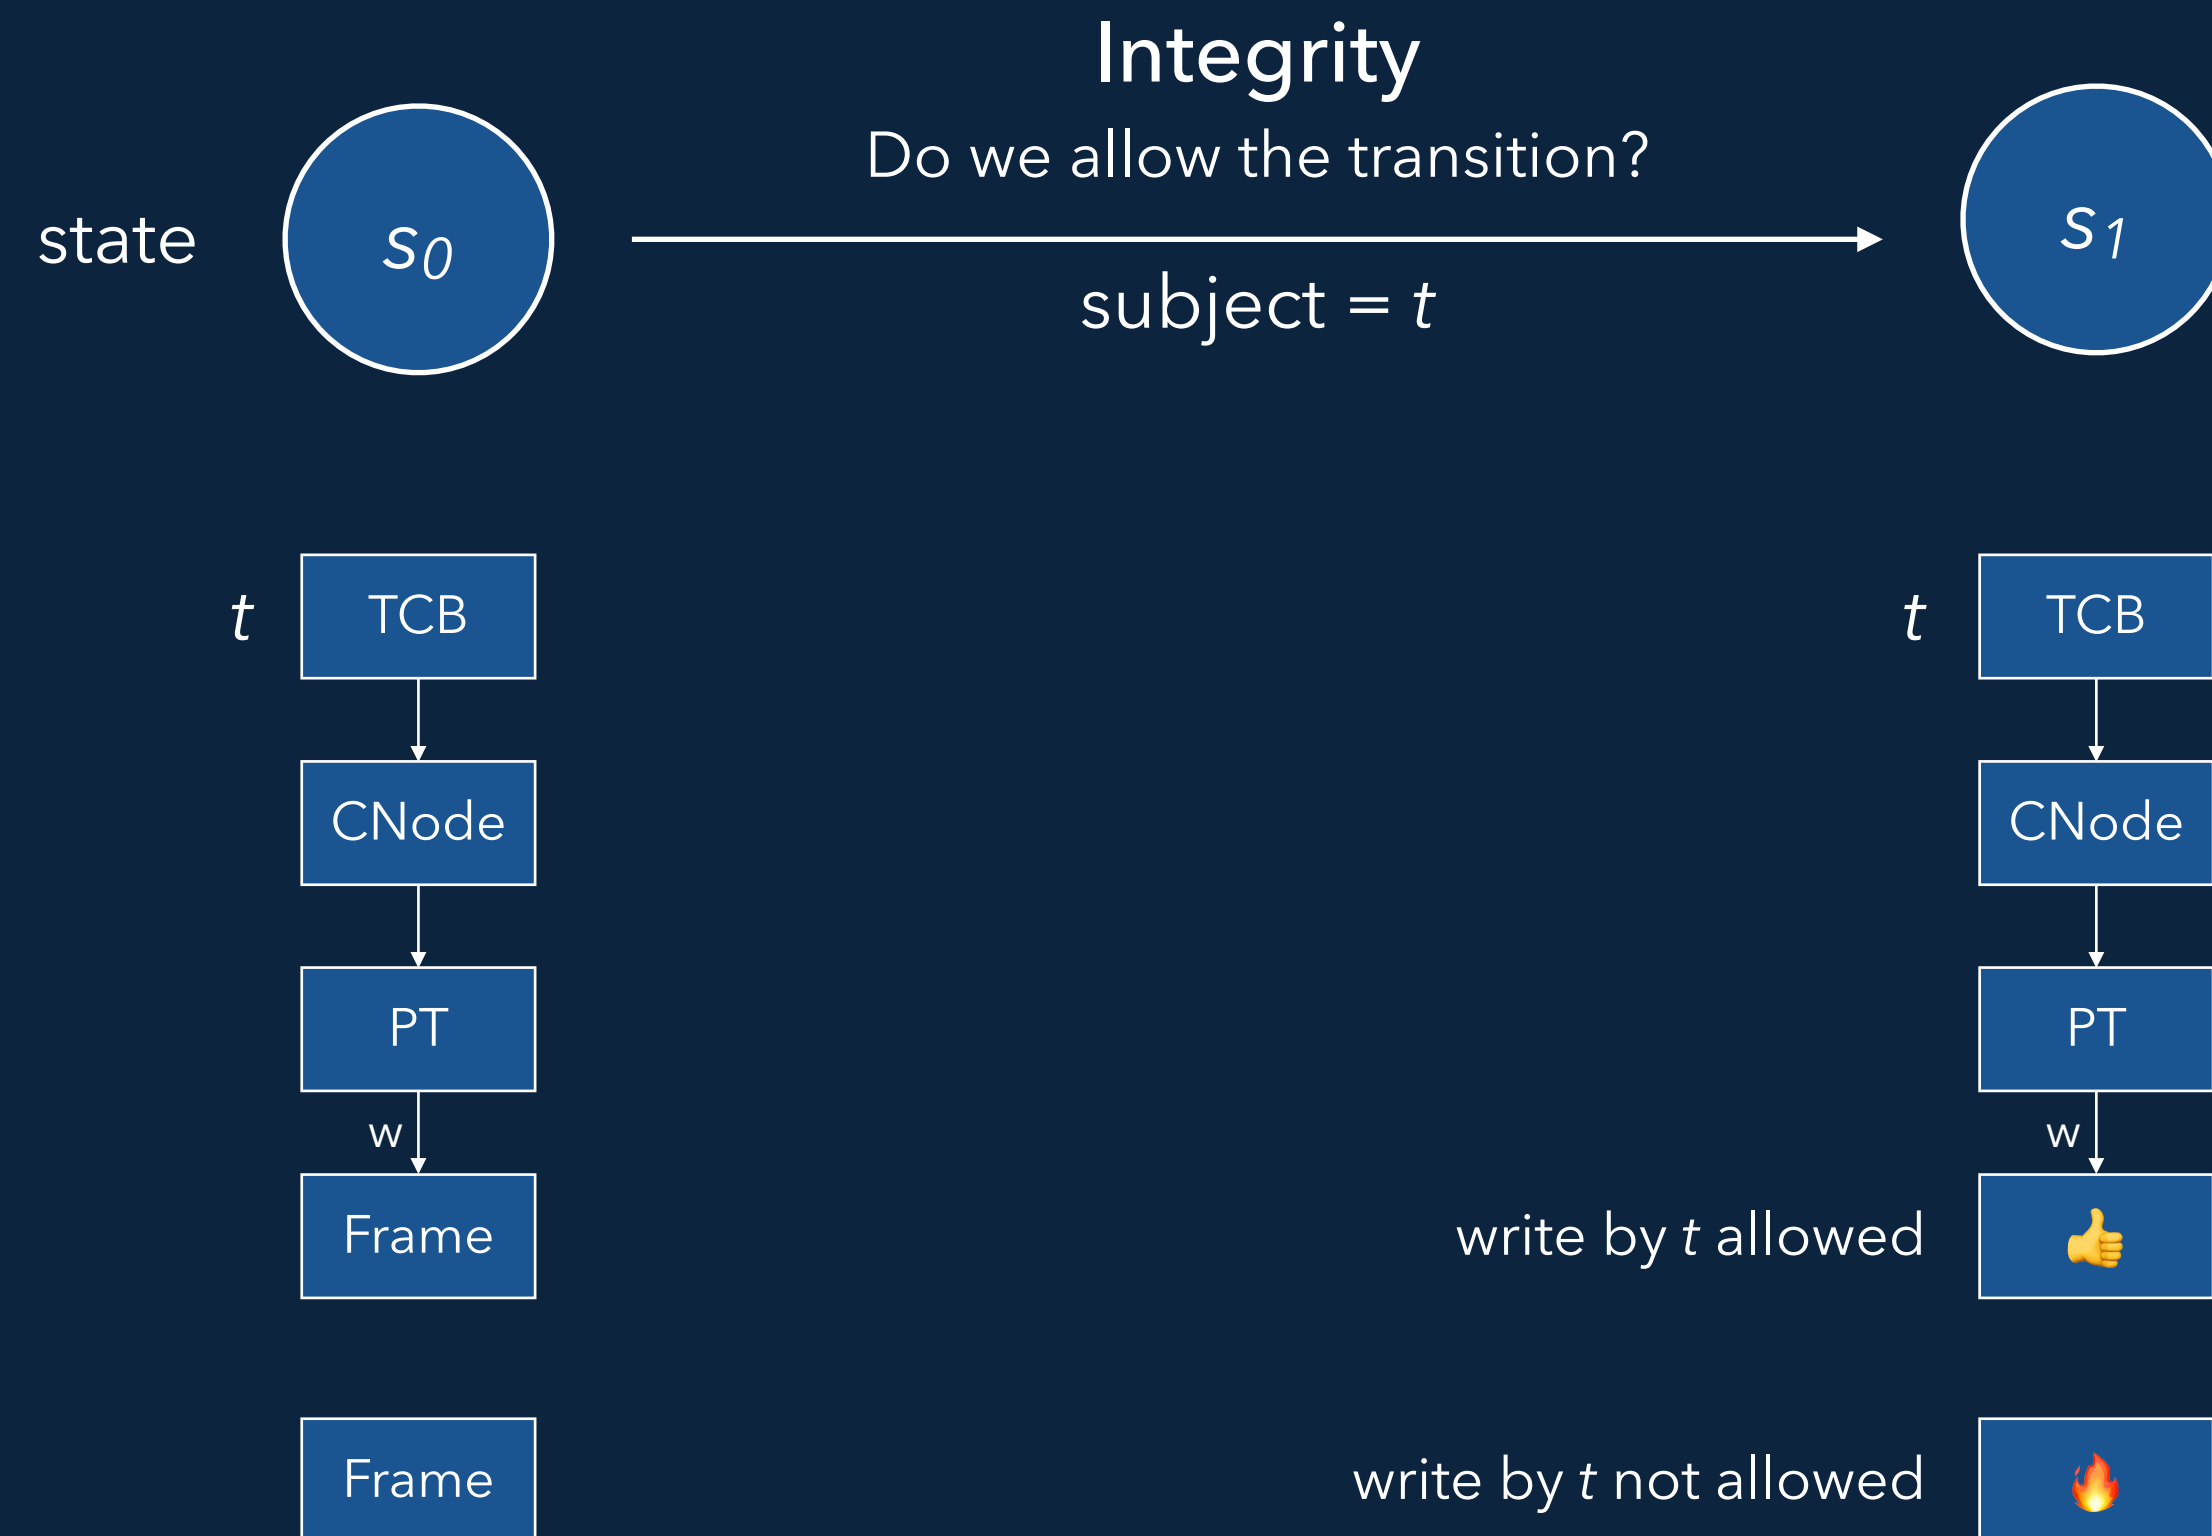 Integrity
Do we allow the transition?
state
s0
s1
subject = t
t
TCB
t
TCB
CNode
CNode
PT
PT
w
w
Frame
write by t allowed
Frame
write by t not allowed